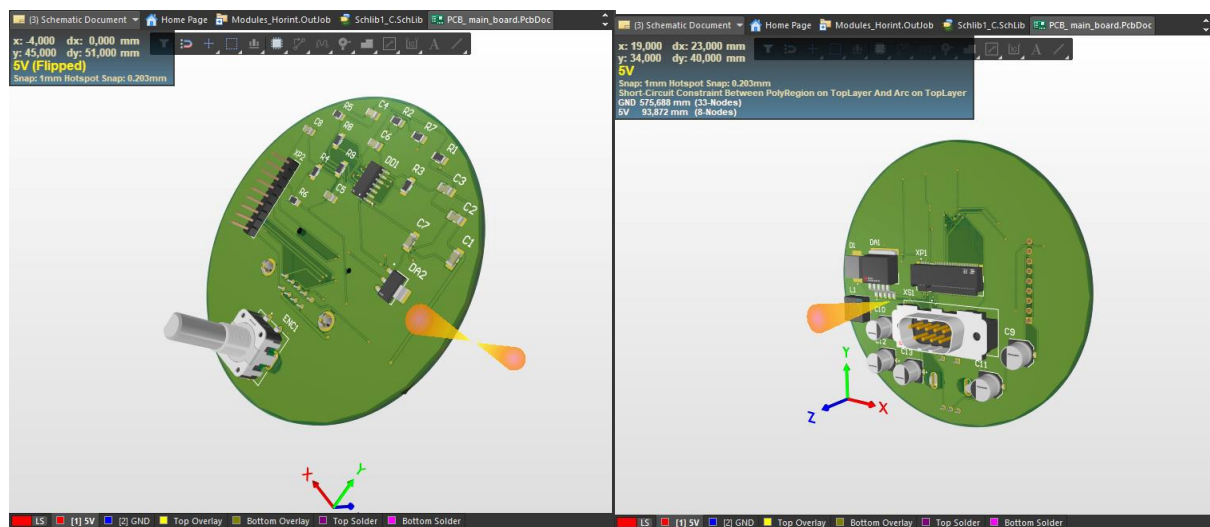 (3) Schematic Document Home Page Modules_Horint.OutJob Schlib1_C.SchLib PCB_main_board.PcbDoc
x: -4,000 dx: 0,000 mm
y: 45,000 dy: 51,000 mm
5V (Flipped)
Snap: 1mm Hotspot Snap: 0.203mm
R5
C4
R2
C8
R8
R7
C6
R1
XP2
R4
R9
DD1
R3
C3
R6
C5
C2
C7
C1
DA2
ENC1
X
Y
LS [1] 5V [2] GND Top Overlay Bottom Overlay Top Solder Bottom Solder
(3) Schematic Document Home Page Modules_Horint.OutJob Schlib1_C.SchLib PCB_main_board.PcbDoc
x: 19,000 dx: 23,000 mm
y: 34,000 dy: 40,000 mm
5V
Snap: 1mm Hotspot Snap: 0.203mm
Short-Circuit Constraint Between PolyRegion on TopLayer And Arc on TopLayer
GND 575,688 mm (33-Nodes)
5V 93,872 mm (8-Nodes)
D1
DA1
XP1
L1
XS1
C10
C9
C12
C13
C11
Y
X
Z
LS [1] 5V [2] GND Top Overlay Bottom Overlay Top Solder Bottom Solder